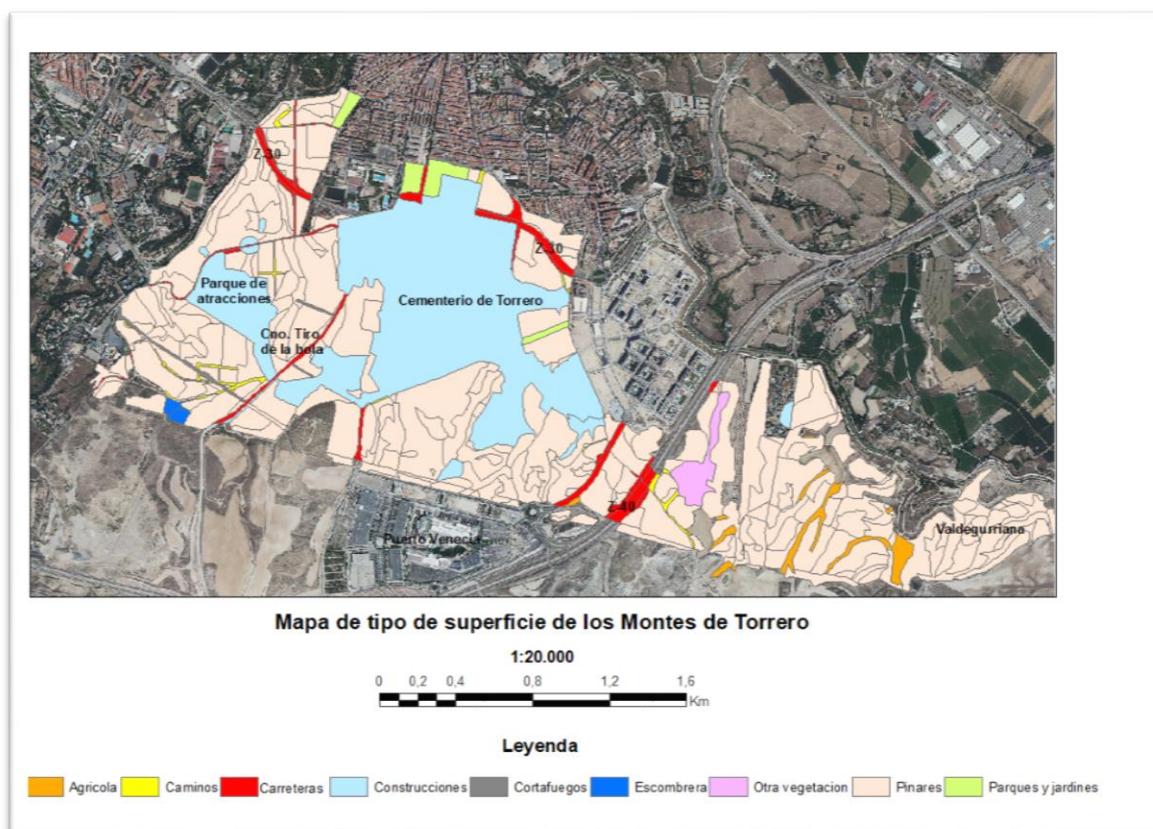 Z-30
Z-30
Parque de
atracciones
Cementerio de Torrero
Cno. Tiro
de la bola
Z-40
Puerto Venecia
Valdegurriana
Mapa de tipo de superficie de los Montes de Torrero
1:20.000
0 0,2 0,4 0,8 1,2 1,6
Km
Leyenda
Agricola Caminos Carreteras Construcciones Cortafuegos Escombrera Otra vegetacion Pinares Parques y jardines